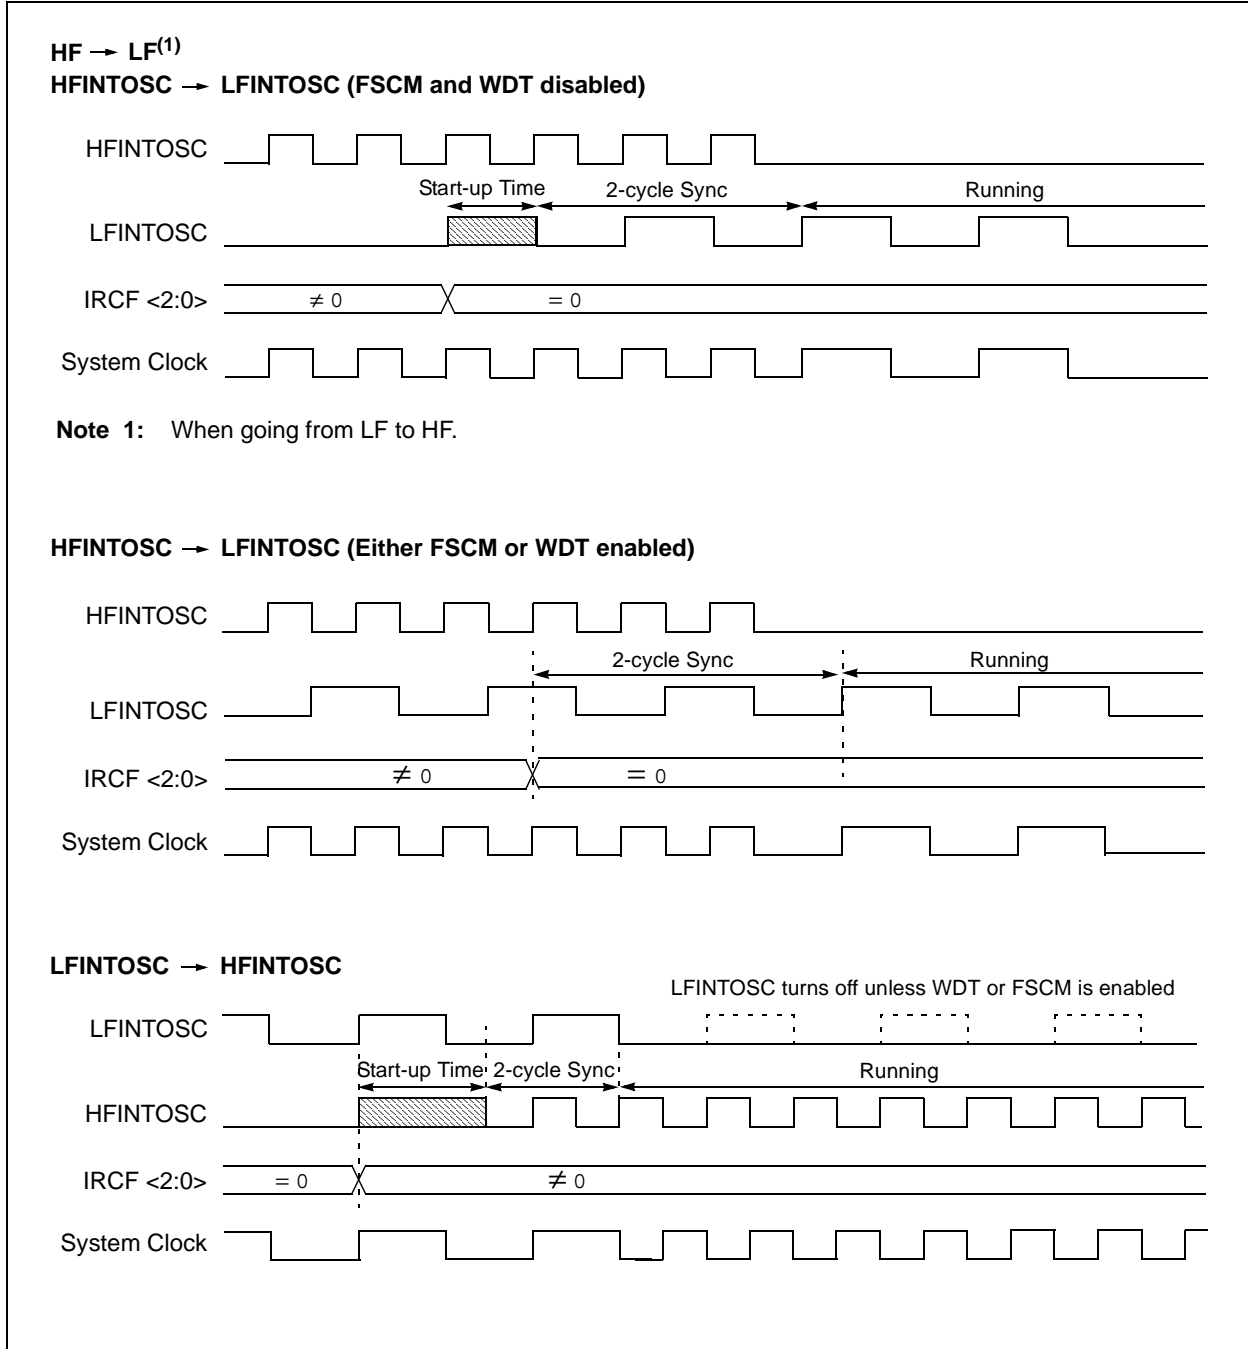 HF → LF(1)
HFINTOSC → LFINTOSC (FSCM and WDT disabled)
HFINTOSC
Start-up Time 2-cycle Sync Running
LFINTOSC
IRCF <2:0> ≠ 0 = 0
System Clock
Note 1: When going from LF to HF.
HFINTOSC → LFINTOSC (Either FSCM or WDT enabled)
HFINTOSC
2-cycle Sync Running
LFINTOSC
IRCF <2:0> ≠ 0 = 0
System Clock
LFINTOSC → HFINTOSC
LFINTOSC turns off unless WDT or FSCM is enabled
LFINTOSC
Start-up Time 2-cycle Sync Running
HFINTOSC
IRCF <2:0> = 0 ≠ 0
System Clock